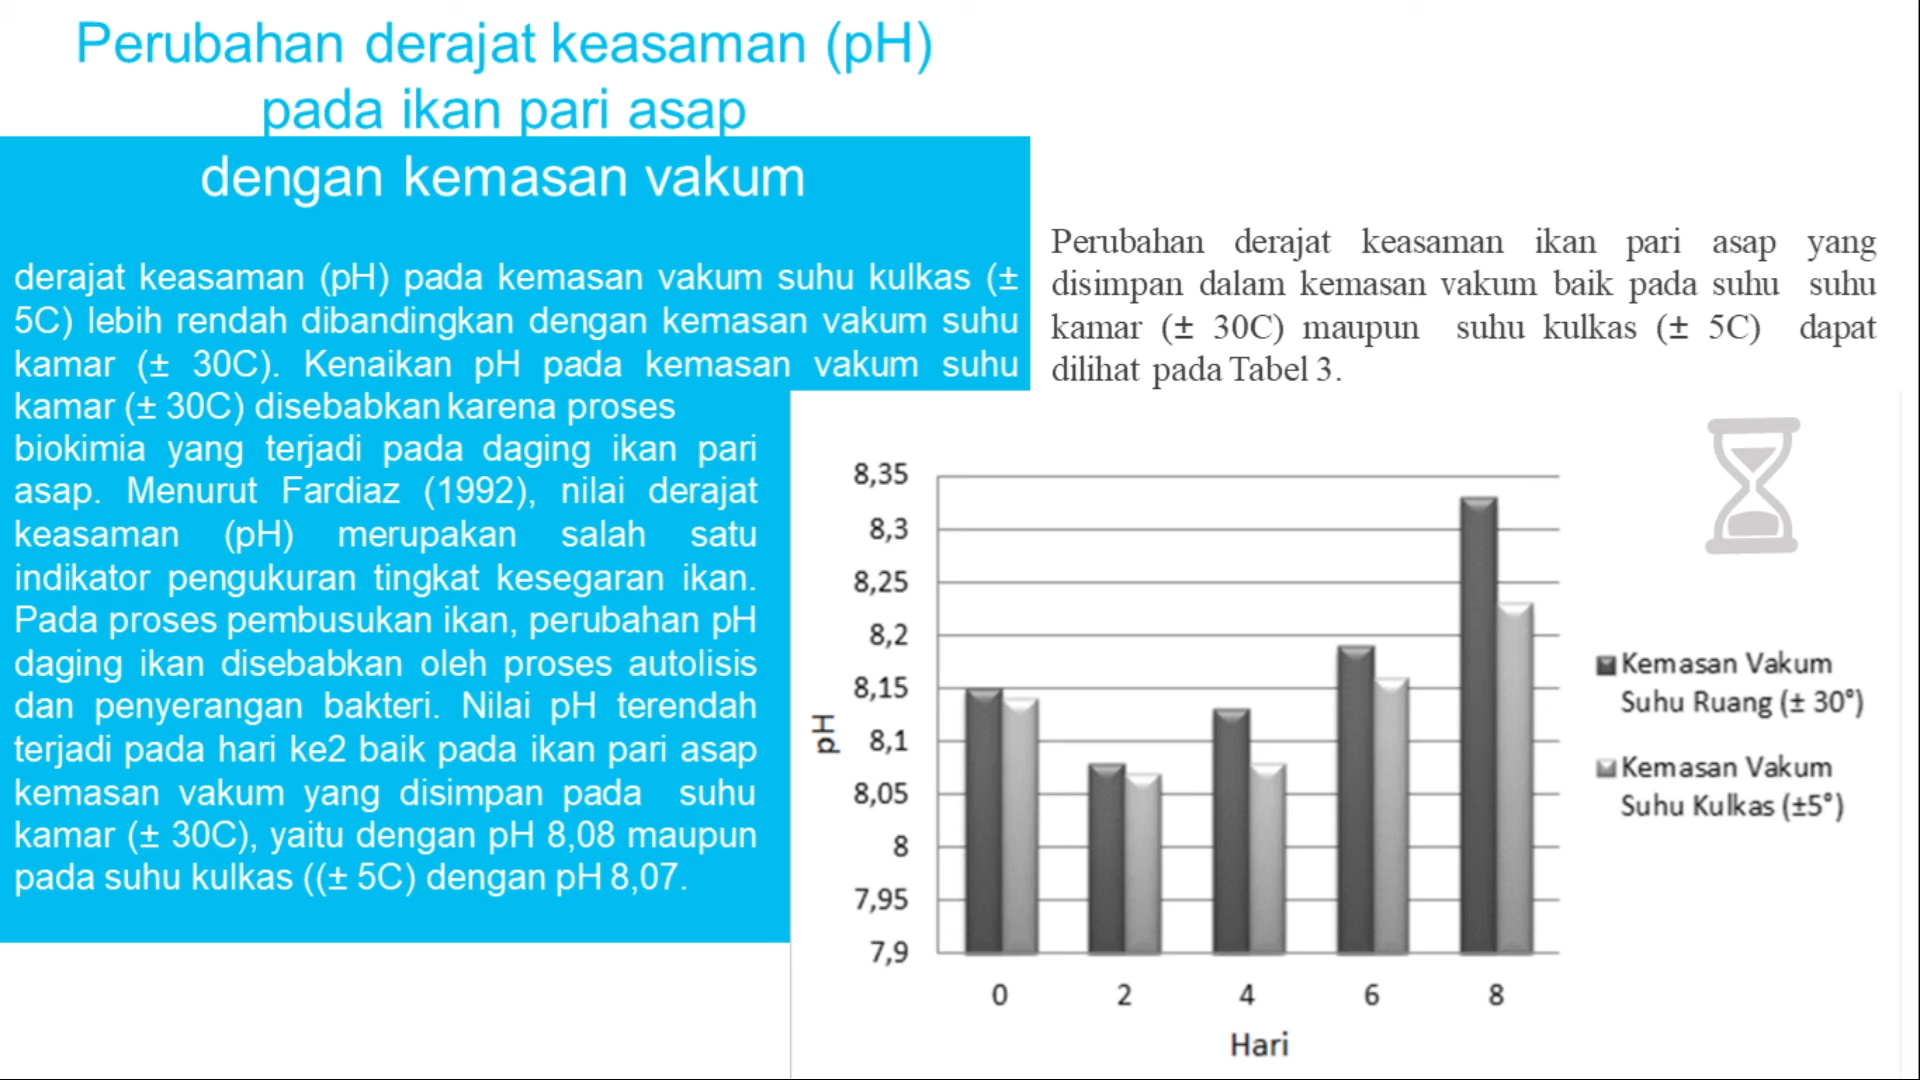 Perubahan derajat keasaman (pH)
pada ikan pari asap
dengan kemasan vakum
derajat keasaman (pH) pada kemasan vakum suhu kulkas (±
5C) lebih rendah dibandingkan dengan kemasan vakum suhu
kamar (± 30C). Kenaikan pH pada kemasan vakum suhu
kamar (± 30C) disebabkan karena proses
biokimia yang terjadi pada daging ikan pari
asap. Menurut Fardiaz (1992), nilai derajat
keasaman (pH) merupakan salah satu
indikator pengukuran tingkat kesegaran ikan.
Pada proses pembusukan ikan, perubahan pH
daging ikan disebabkan oleh proses autolisis
dan penyerangan bakteri. Nilai pH terendah
terjadi pada hari ke2 baik pada ikan pari asap
kemasan vakum yang disimpan pada suhu
kamar (± 30C), yaitu dengan pH 8,08 maupun
pada suhu kulkas ((± 5C) dengan pH 8,07.
Perubahan derajat keasaman ikan pari asap yang
disimpan dalam kemasan vakum baik pada suhu suhu
kamar (± 30C) maupun suhu kulkas (± 5C) dapat
dilihat pada Tabel 3.
8,35
8,3
8,25
8,2
8,15
8,1
8,05
8
7,95
7,9
pH
0 2 4 6 8
Hari
Kemasan Vakum
Suhu Ruang (± 30°)
Kemasan Vakum
Suhu Kulkas (±5°)